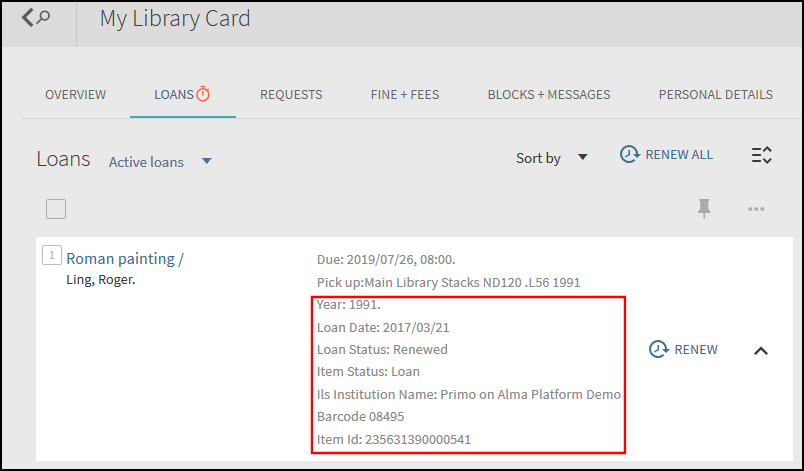 My Library Card
OVERVIEW LOANS REQUESTS FINE + FEES BLOCKS + MESSAGES PERSONAL DETAILS
Loans Active loans Sort by RENEW ALL
1 Roman painting /
Ling, Roger.
Due: 2019/07/26, 08:00.
Pick up:Main Library Stacks ND120 .L56 1991
Year: 1991.
Loan Date: 2017/03/21
Loan Status: Renewed
Item Status: Loan
Ils Institution Name: Primo on Alma Platform Demo
Barcode 08495
Item Id: 235631390000541
RENEW